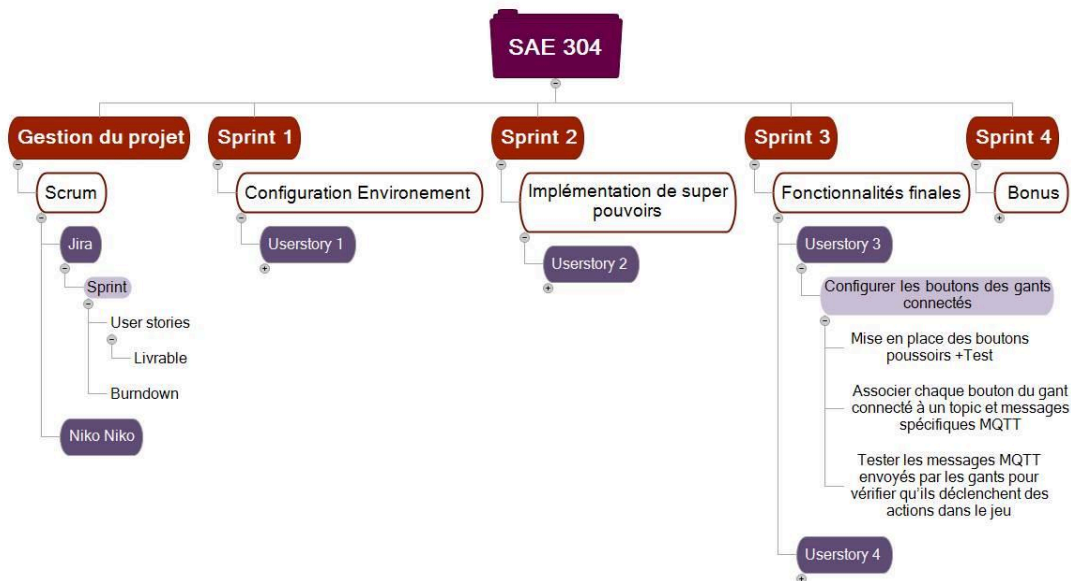 SAE 304
Gestion du projet
Scrum
Jira
Sprint
User stories
Livrable
Burndown
Niko Niko
Sprint 1
Configuration Environement
Userstory 1
Sprint 2
Implémentation de super
pouvoirs
Userstory 2
Sprint 3
Fonctionnalités finales
Userstory 3
Configurer les boutons des gants
connectés
Mise en place des boutons
poussoirs +Test
Associer chaque bouton du gant
connecté à un topic et messages
spécifiques MQTT
Tester les messages MQTT
envoyés par les gants pour
vérifier qu'ils déclenchent des
actions dans le jeu
Userstory 4
Sprint 4
Bonus